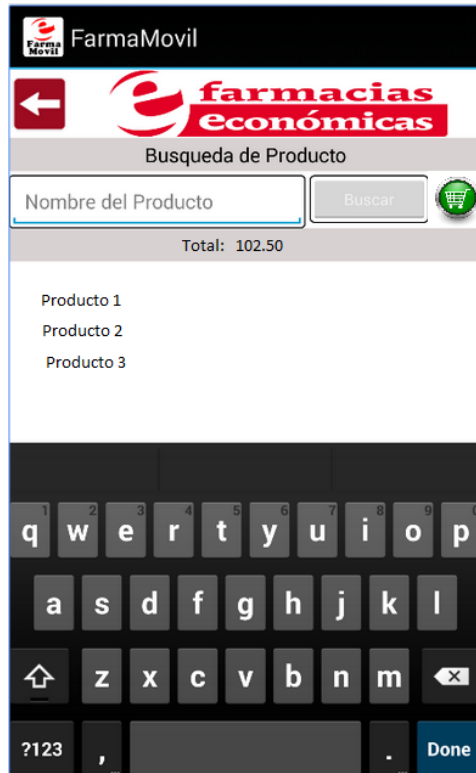 Farma
Movil
FarmaMovil
e farmacias
económicas
Busqueda de Producto
Nombre del Producto
Buscar
Total: 102.50
Producto 1
Producto 2
Producto 3
1 2 3 4 5 6 7 8 9 0
q w e r t y u i o p
a s d f g h j k l
z x c v b n m
?123 , ... . ... Done